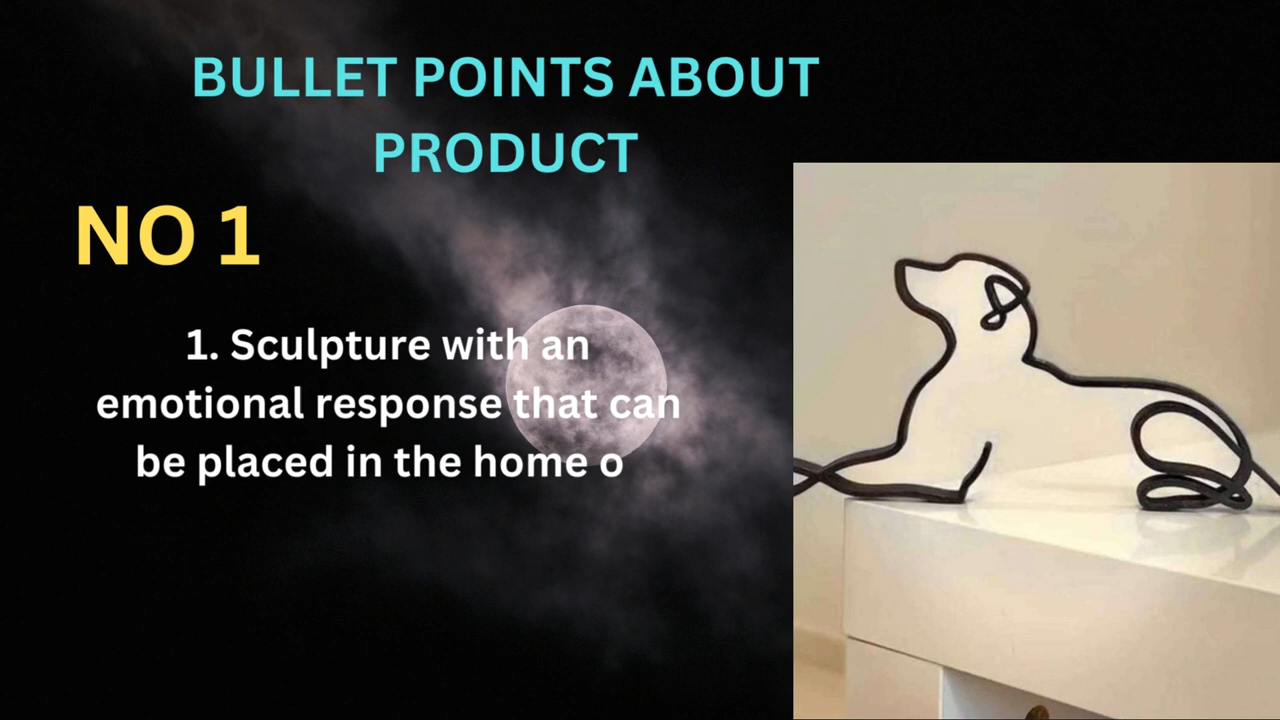 BULLET POINTS ABOUT
PRODUCT
NO 1
1. Sculpture with an
emotional response that can
be placed in the home o